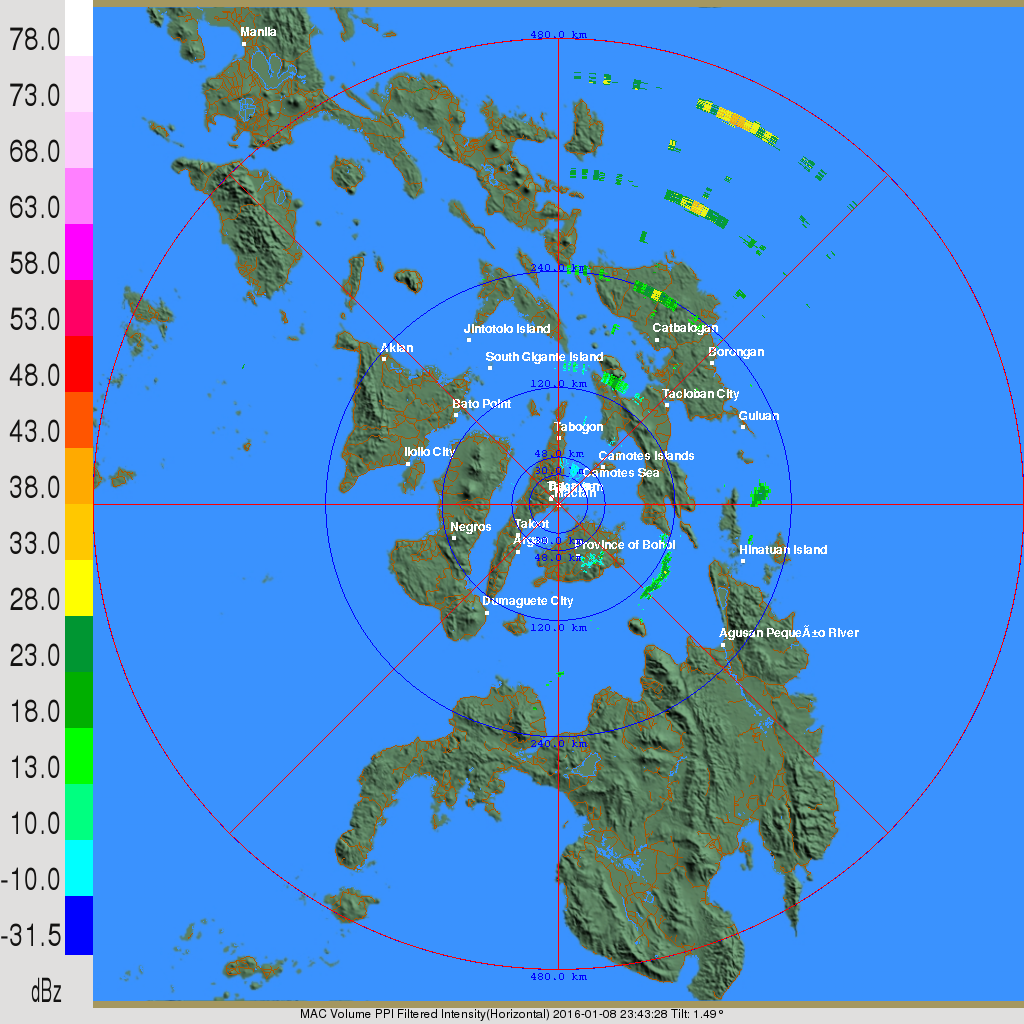 78.0
73.0
68.0
63.0
58.0
53.0
48.0
43.0
38.0
33.0
28.0
23.0
18.0
13.0
10.0
-10.0
-31.5
dBz
Manila
480.0 km
240.0 km
Jintotolo Island
Catbalogan
Aklan
South Gigante Island
Borongan
120.0 km
Tacloban City
Bato Point
Guiuan
Tabogon
Iloilo City
48.0 km
Camotes Islands
30.0 km
Camotes Sea
Mactan
Negros
Talcot
30.0 km
Province of Bohol
Hinatuan Island
48.0 km
Dumaguete City
120.0 km
Agusan PequeÃ±o River
240.0 km
480.0 km
MAC Volume PPI Filtered Intensity(Horizontal) 2016-01-08 23:43:28 Tilt: 1.49°